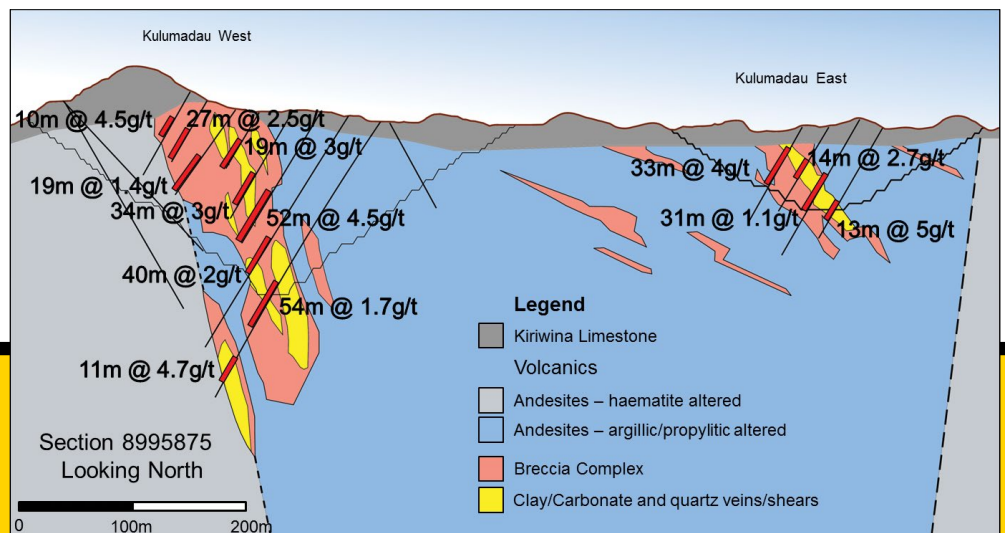 Kulumadau West
Kulumadau East
10m @ 4.5g/t
27m @ 2.5g/t
19m @ 3g/t
19m @ 1.4g/t
34m @ 3g/t
52m @ 4.5g/t
40m @ 2g/t
54m @ 1.7g/t
11m @ 4.7g/t
33m @ 4g/t
14m @ 2.7g/t
31m @ 1.1g/t
13m @ 5g/t
Legend
Kiriwina Limestone
Volcanics
Andesites – haematite altered
Andesites – argillic/propylitic altered
Breccia Complex
Clay/Carbonate and quartz veins/shears
Section 8995875
Looking North
0 100m 200m